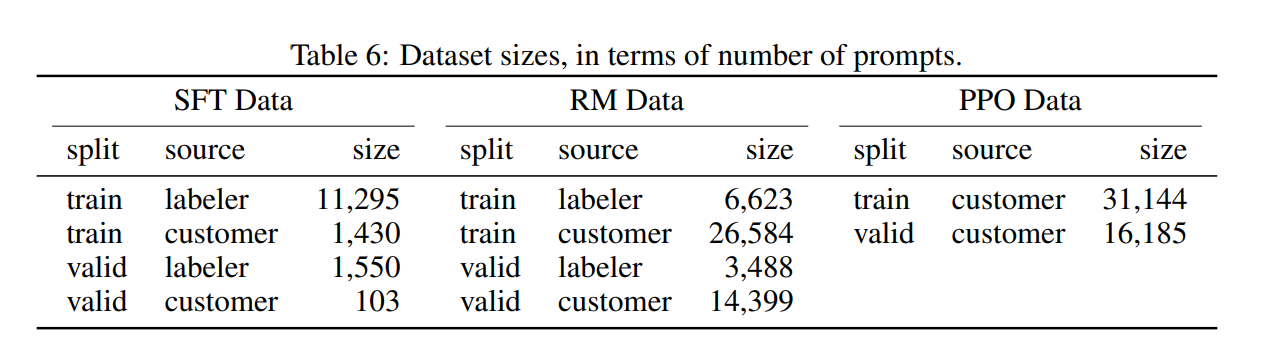 Table 6: Dataset sizes, in terms of number of prompts.
SFT Data RM Data PPO Data
split source size split source size split source size
train labeler 11,295 train labeler 6,623 train customer 31,144
train customer 1,430 train customer 26,584 valid customer 16,185
valid labeler 1,550 valid labeler 3,488
valid customer 103 valid customer 14,399